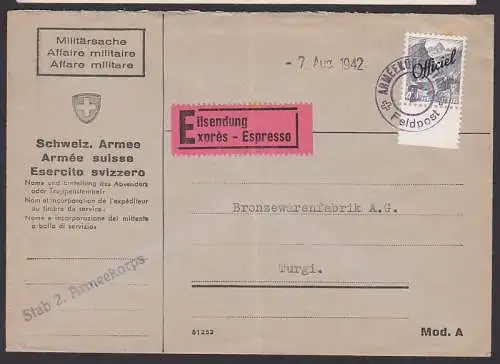 Militärsache
Affaire militaire
Affare militare
- 7 Aug 1942
Officiel
Feldpost
Eilsendung
Exprès - Espresso
Schweiz. Armee
Armée suisse
Esercito svizzero
Name und Einteilung des Absenders
oder Truppenstempel:
Nom et incorporation de l'expéditeur
ou timbre de service:
Nome e incorporazione del mittente
o bollo di servizio:
Stab 2. Armeekorps
Bronzewarenfabrik A.G.
Turgi.
81252
Mod. A